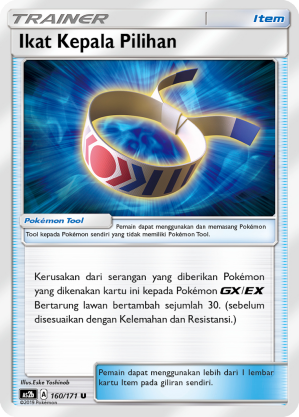 TRAINER Item
Ikat Kepala Pilihan
Pokémon Tool Pemain dapat menggunakan dan memasang Pokémon
Tool kepada Pokémon sendiri yang tidak memiliki Pokémon Tool.
Kerusakan dari serangan yang diberikan Pokémon
yang dikenakan kartu ini kepada Pokémon GX/EX
Bertarung lawan bertambah sejumlah 30. (sebelum
disesuaikan dengan Kelemahan dan Resistansi.)
Illus.Eske Yoshinob
AS2b A 160/171 U
©2019 Pokémon
Pemain dapat menggunakan lebih dari 1 lembar
kartu Item pada giliran sendiri.